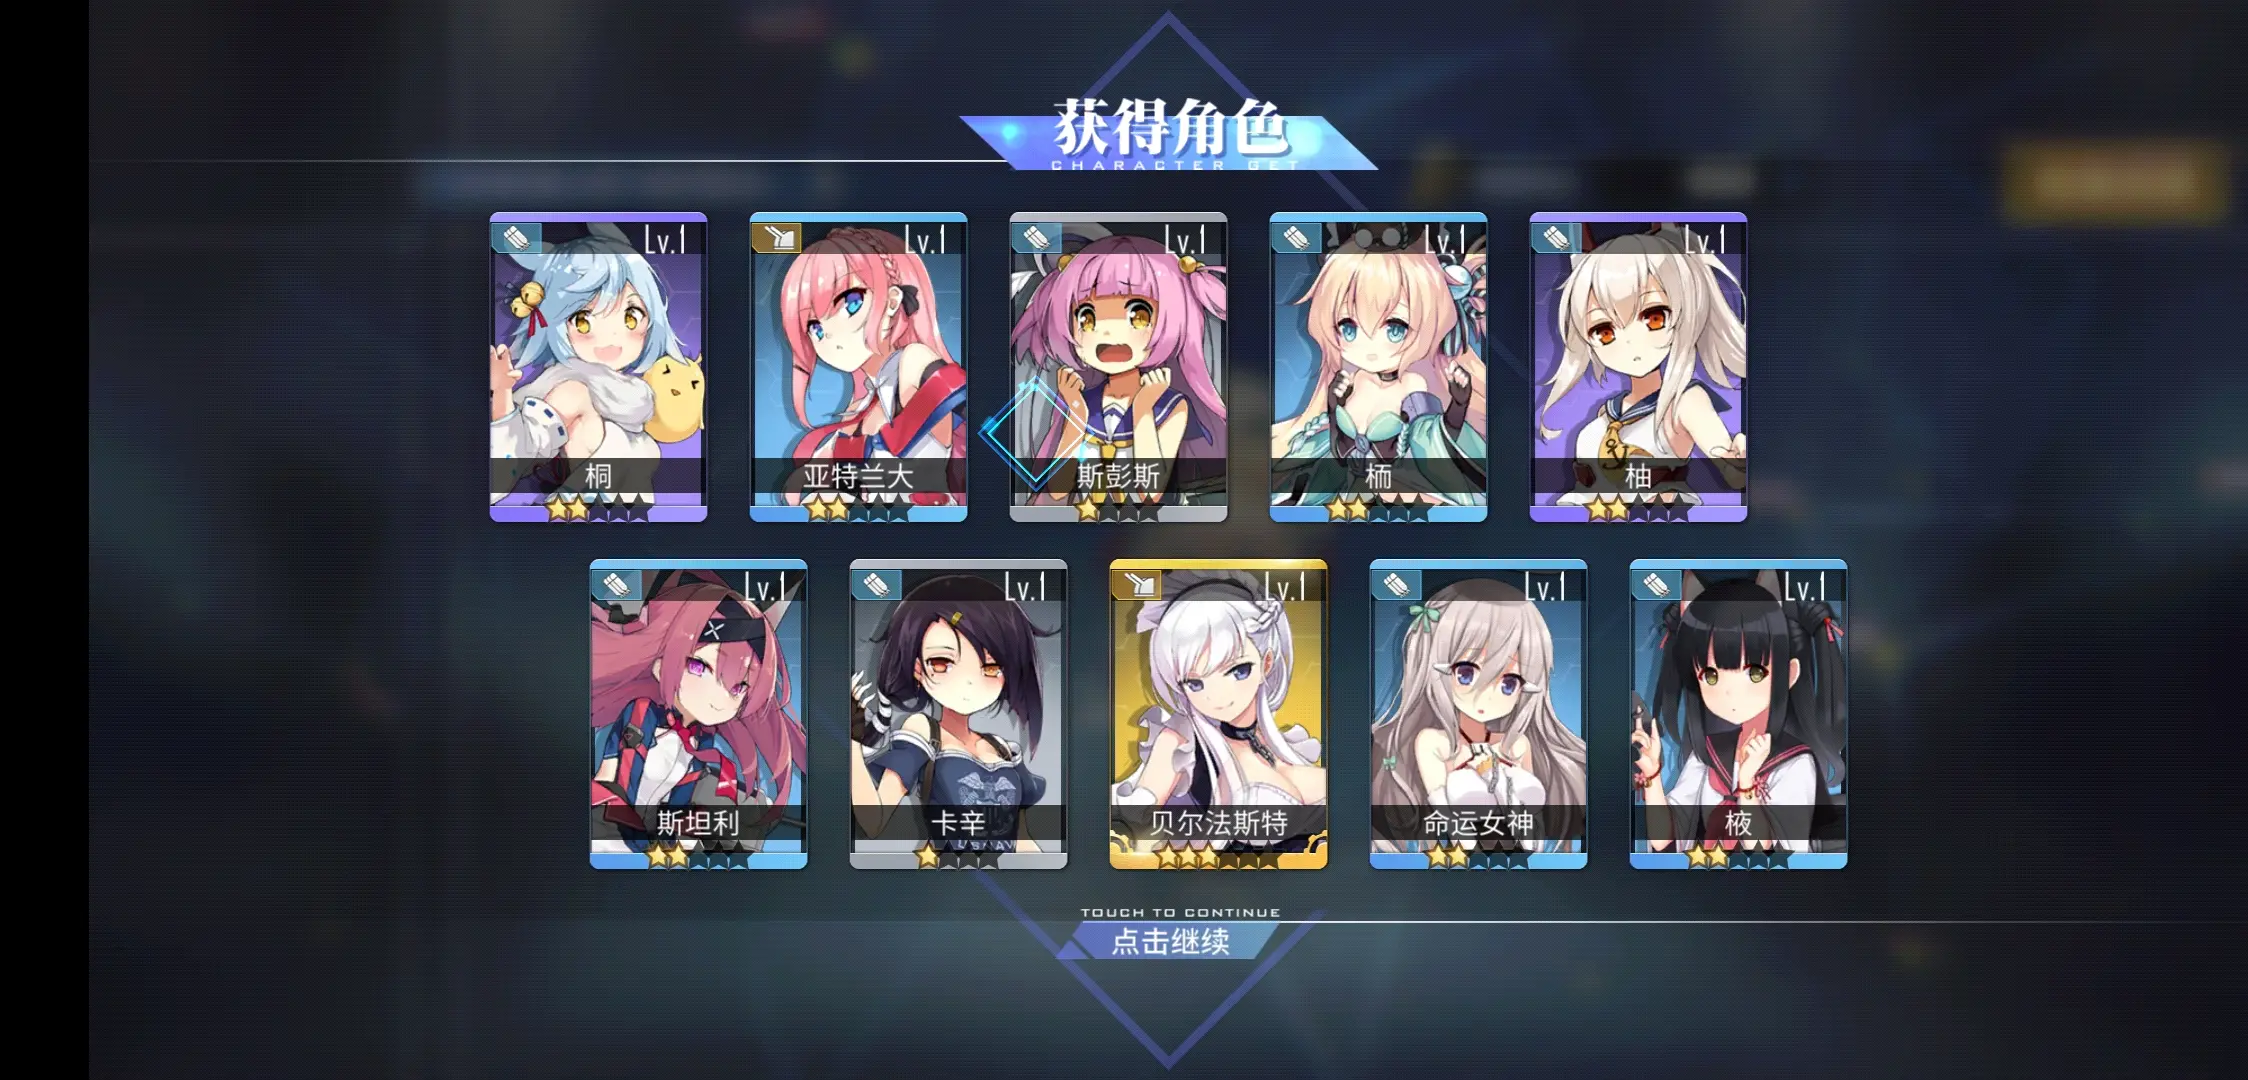 获得角色
CHARACTER GET
Lv.1
Lv.1
Lv.1
Lv.1
Lv.1
桐
亚特兰大
斯彭斯
栭
柚
Lv.1
Lv.1
Lv.1
Lv.1
Lv.1
斯坦利
卡辛
贝尔法斯特
命运女神
棭
TOUCH TO CONTINUE
点击继续